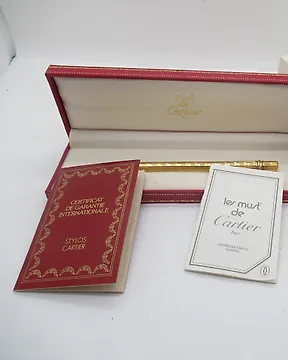 Cartier
CERTIFICAT
DE GARANTIE
INTERNATIONALE
STYLOS
CARTIER
les must
de
Cartier
Paris